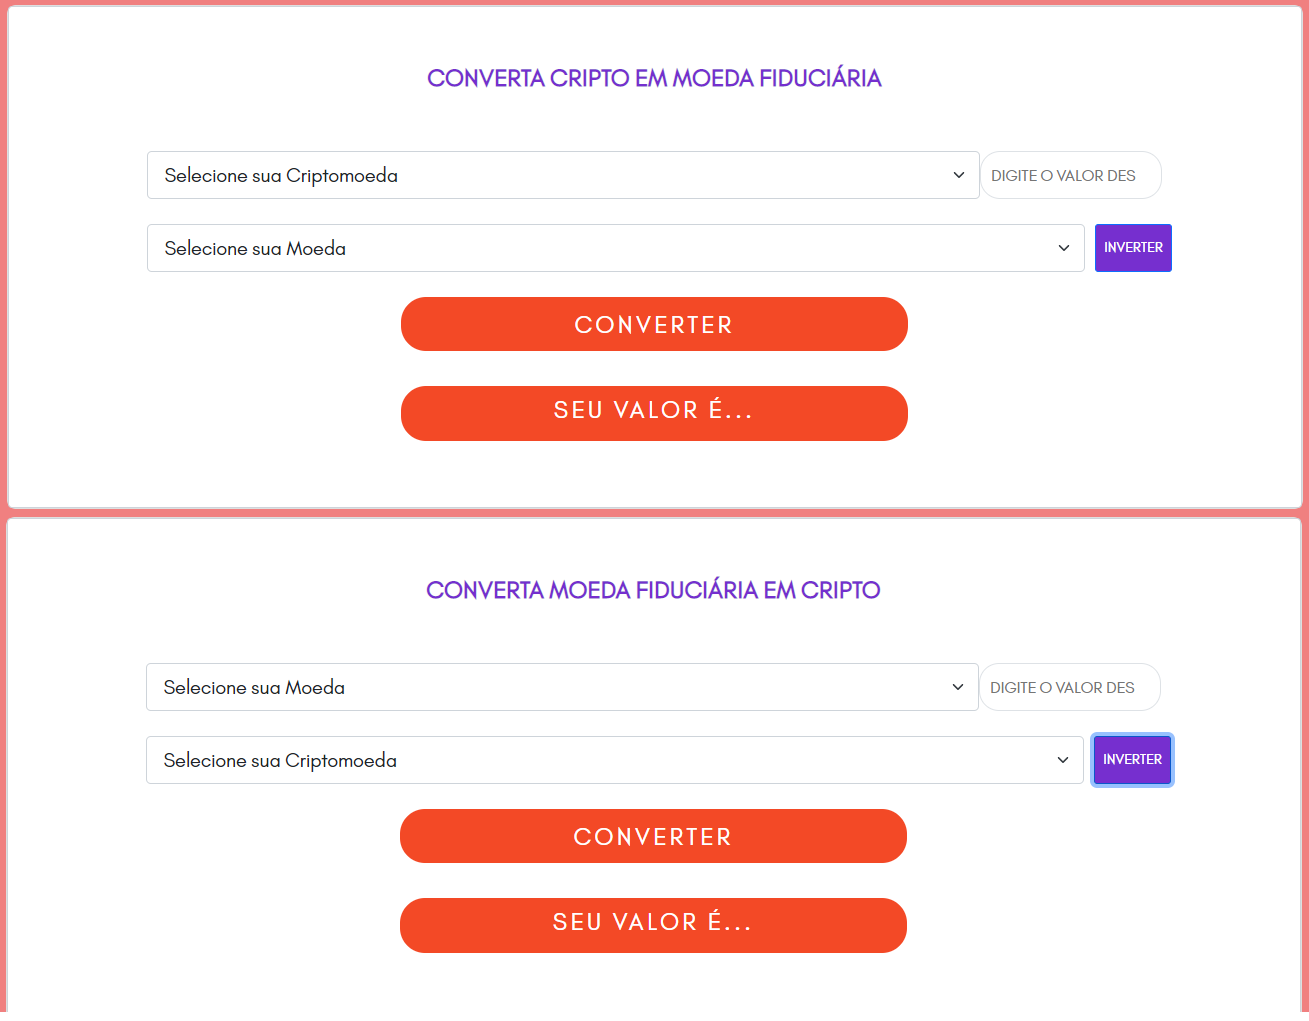 CONVERTA CRIPTO EM MOEDA FIDUCIÁRIA
Selecione sua Criptomoeda
DIGITE O VALOR DES
Selecione sua Moeda
INVERTER
CONVERTER
SEU VALOR É...
CONVERTA MOEDA FIDUCIÁRIA EM CRIPTO
Selecione sua Moeda
DIGITE O VALOR DES
Selecione sua Criptomoeda
INVERTER
CONVERTER
SEU VALOR É...